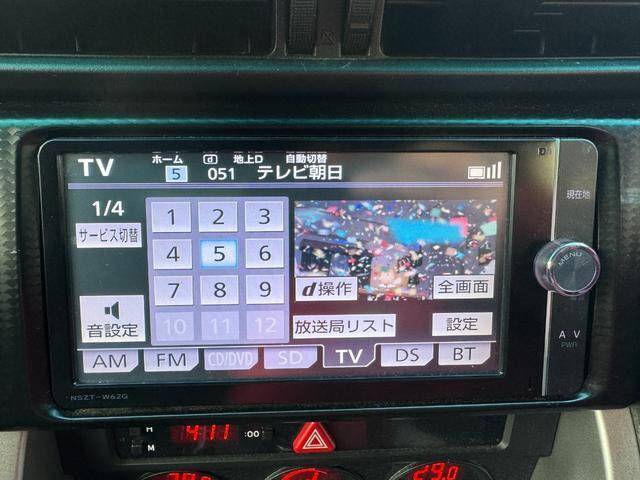 TV ホーム d 地上D 自動切替
5 051 テレビ朝日
1/4
サービス切替
1 2 3
4 5 6
7 8 9
10 11 12
d操作 全画面
音設定
放送局リスト 設定
AM FM CD/DVD SD TV DS BT
NSZT-W62G
現在地
MENU
AV
PWR
H M 4:11 :00
29.0